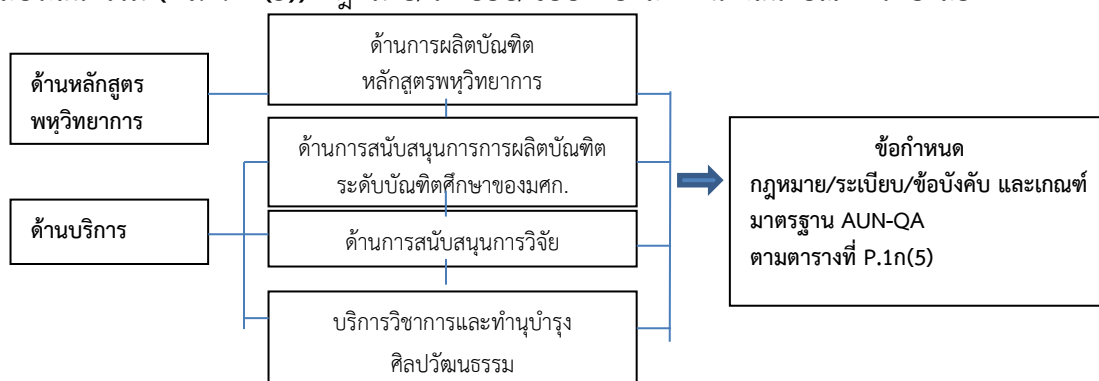 ด้านหลักสูตร
พหุวิทยาการ
ด้านบริการ
ด้านการผลิตบัณฑิต
หลักสูตรพหุวิทยาการ
ด้านการสนับสนุนการการผลิตบัณฑิต
ระดับบัณฑิตศึกษาของมศก.
ด้านการสนับสนุนการวิจัย
บริการวิชาการและทำนุบำรุง
ศิลปวัฒนธรรม
ข้อกำหนด
กฎหมาย/ระเบียบ/ข้อบังคับ และเกณฑ์
มาตรฐาน AUN-QA
ตามตารางที่ P.1ก(5)